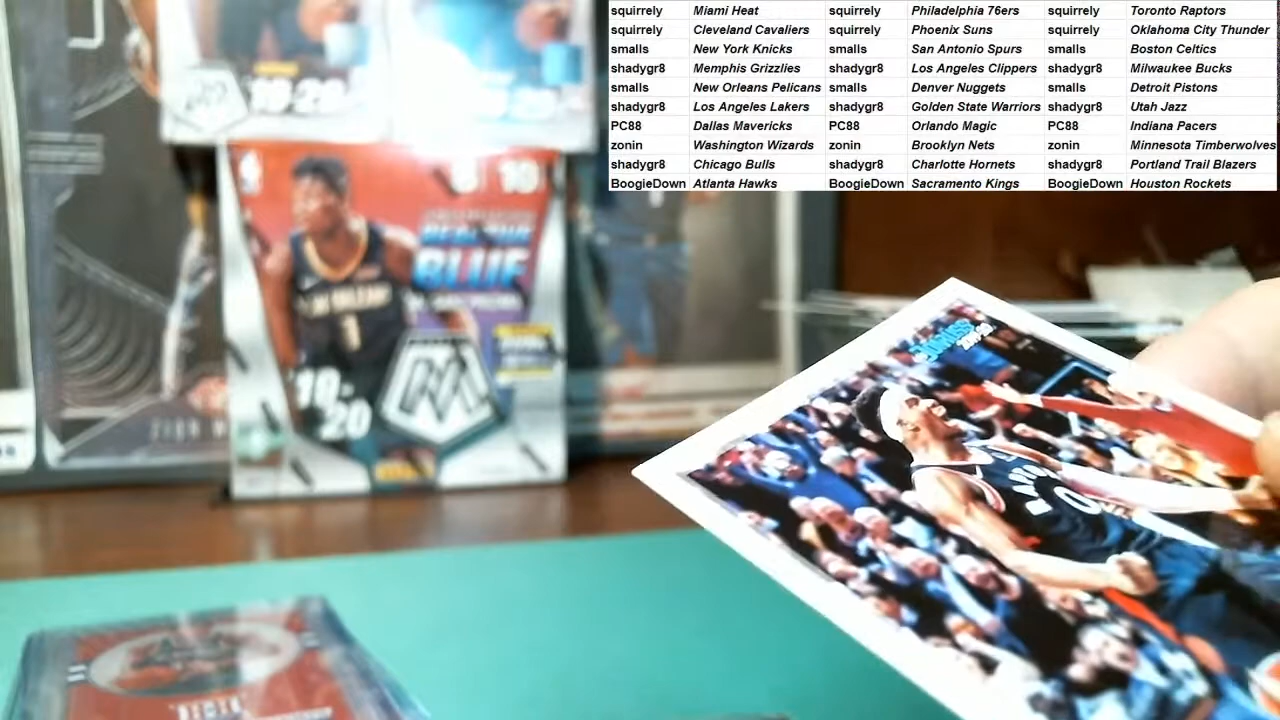 squirrely Miami Heat squirrely Philadelphia 76ers squirrely Toronto Raptors
squirrely Cleveland Cavaliers squirrely Phoenix Suns squirrely Oklahoma City Thunder
smalls New York Knicks smalls San Antonio Spurs smalls Boston Celtics
shadygr8 Memphis Grizzlies shadygr8 Los Angeles Clippers shadygr8 Milwaukee Bucks
smalls New Orleans Pelicans smalls Denver Nuggets smalls Detroit Pistons
shadygr8 Los Angeles Lakers shadygr8 Golden State Warriors shadygr8 Utah Jazz
PC88 Dallas Mavericks PC88 Orlando Magic PC88 Indiana Pacers
zonin Washington Wizards zonin Brooklyn Nets zonin Minnesota Timberwolves
shadygr8 Chicago Bulls shadygr8 Charlotte Hornets shadygr8 Portland Trail Blazers
BoogieDown Atlanta Hawks BoogieDown Sacramento Kings BoogieDown Houston Rockets
19-20
8 10
REACTIVE
BLUE
1
19-
20
0